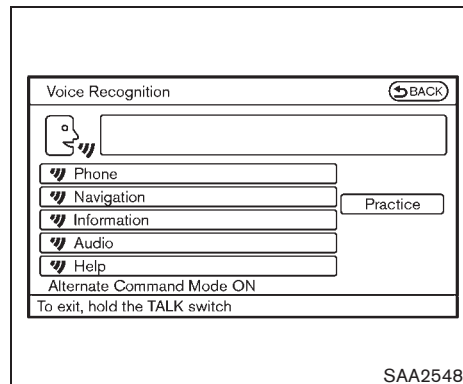 Voice Recognition
BACK
Phone
Navigation
Practice
Information
Audio
Help
Alternate Command Mode ON
To exit, hold the TALK switch
SAA2548